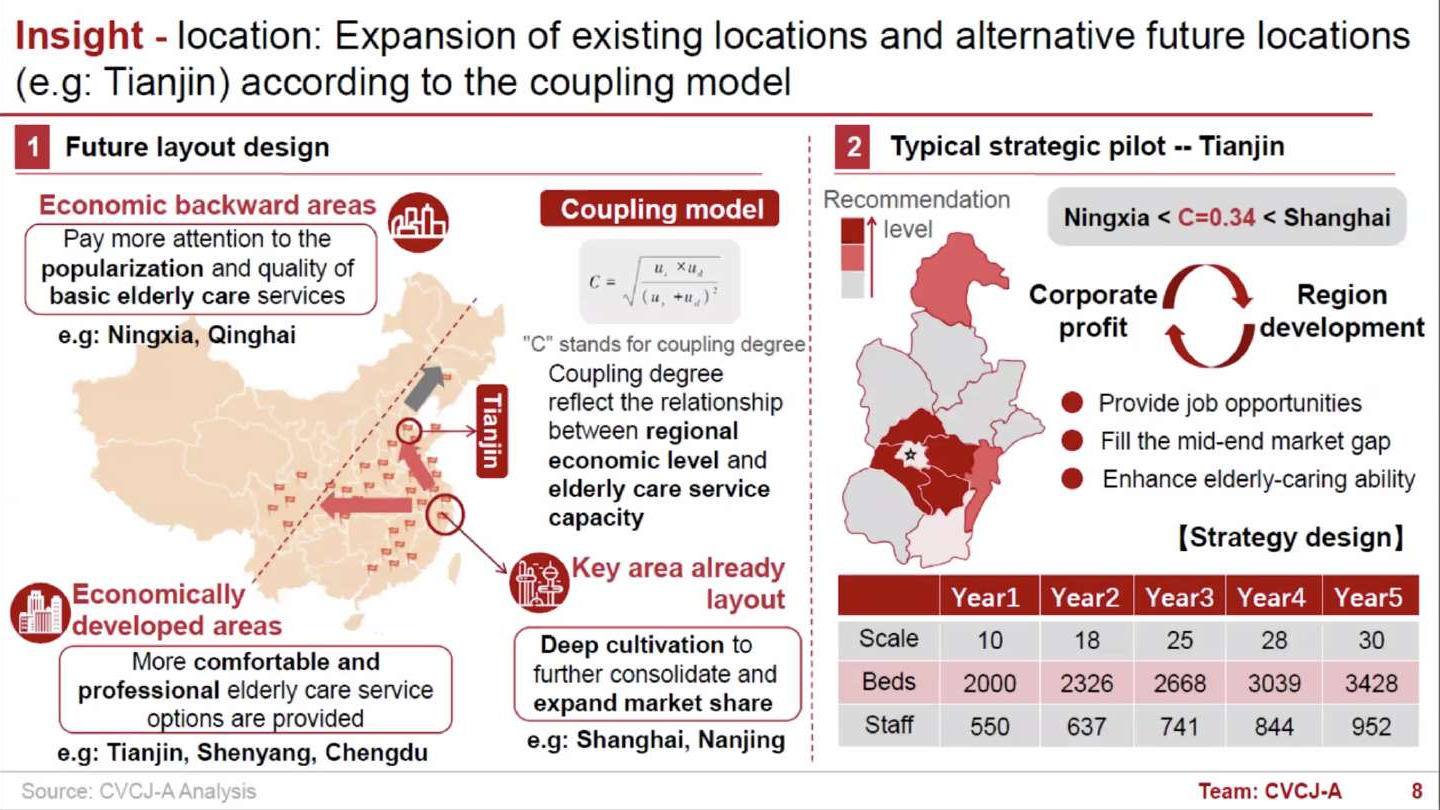 Insight - location: Expansion of existing locations and alternative future locations
(e.g: Tianjin) according to the coupling model
1 Future layout design
Economic backward areas
Pay more attention to the
popularization and quality of
basic elderly care services
e.g: Ningxia, Qinghai
Tianjin
Economically
developed areas
More comfortable and
professional elderly care service
options are provided
e.g: Tianjin, Shenyang, Chengdu
Coupling model
C = √ u_s ×u_d / (u_s +u_d)²
"C" stands for coupling degree
Coupling degree
reflect the relationship
between regional
economic level and
elderly care service
capacity
Key area already
layout
Deep cultivation to
further consolidate and
expand market share
e.g: Shanghai, Nanjing
2 Typical strategic pilot -- Tianjin
Recommendation
level
Ningxia < C=0.34 < Shanghai
Corporate
profit
Region
development
Provide job opportunities
Fill the mid-end market gap
Enhance elderly-caring ability
【Strategy design】
Year1 Year2 Year3 Year4 Year5
Scale 10 18 25 28 30
Beds 2000 2326 2668 3039 3428
Staff 550 637 741 844 952
Source: CVCJ-A Analysis
Team: CVCJ-A 8